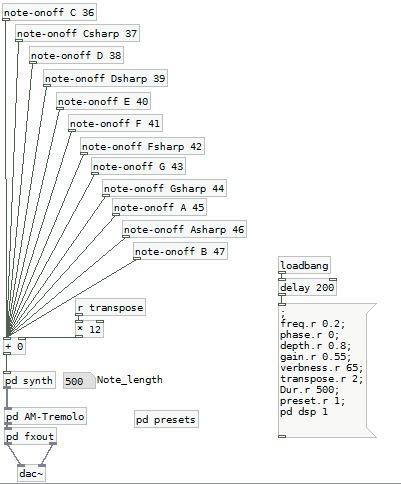 note-onoff C 36
note-onoff Csharp 37
note-onoff D 38
note-onoff Dsharp 39
note-onoff E 40
note-onoff F 41
note-onoff Fsharp 42
note-onoff G 43
note-onoff Gsharp 44
note-onoff A 45
note-onoff Asharp 46
note-onoff B 47
r transpose
* 12
+ 0
pd synth
500
Note_length
pd AM-Tremolo
pd presets
pd fxout
dac~
loadbang
delay 200
;
freq.r 0.2;
phase.r 0;
depth.r 0.8;
gain.r 0.55;
verbness.r 65;
transpose.r 2;
Dur.r 500;
preset.r 1;
pd dsp 1